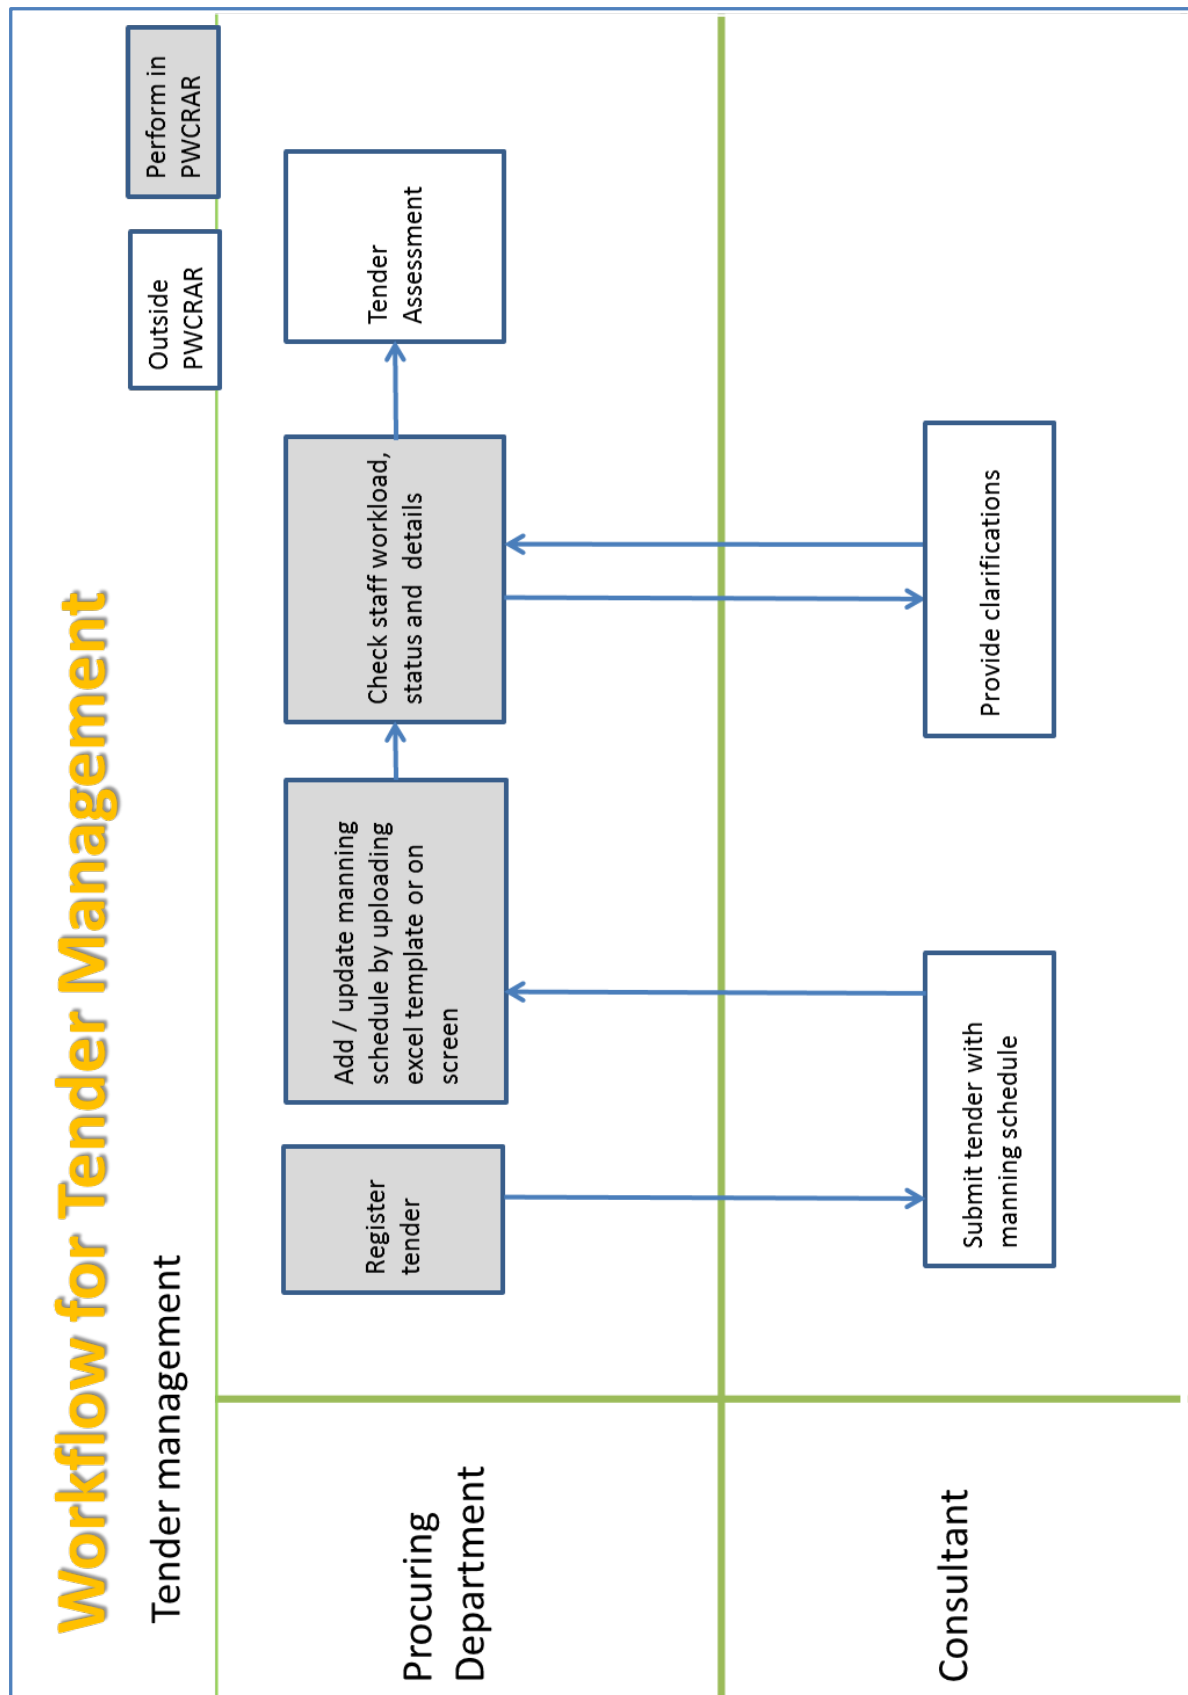 Workflow for Tender Management
Tender management
Outside
PWCRAR
Perform in
PWCRAR
Procuring
Department
Register
tender
Add / update manning
schedule by uploading
excel template or on
screen
Check staff workload,
status and details
Tender
Assessment
Consultant
Submit tender with
manning schedule
Provide clarifications